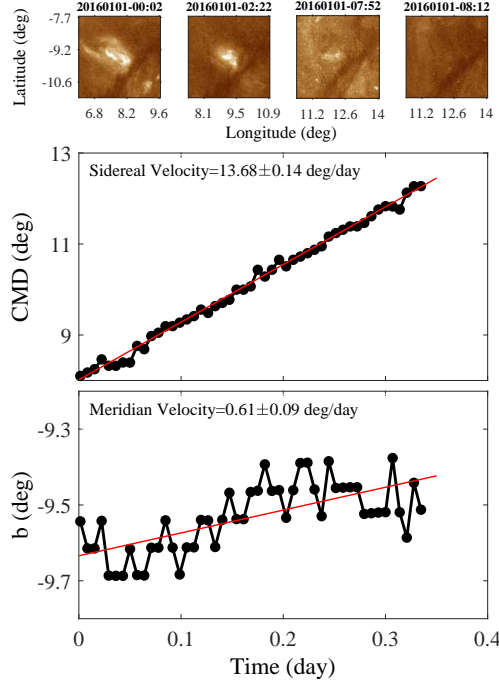 20160101-00:02 20160101-02:22 20160101-07:52 20160101-08:12
Latitude (deg)
-7.7
-9.2
-10.6
6.8 8.2 9.6 8.1 9.5 10.9 11.2 12.6 14 11.2 12.6 14
Longitude (deg)
13
Sidereal Velocity=13.68±0.14 deg/day
11
CMD (deg)
9
Meridian Velocity=0.61±0.09 deg/day
-9.3
b (deg)
-9.5
-9.7
0 0.1 0.2 0.3 0.4
Time (day)